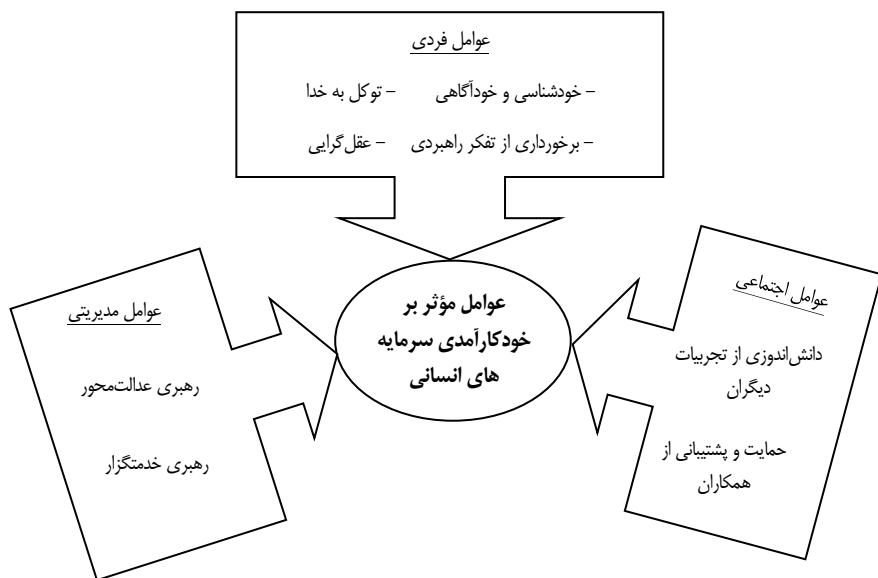 عوامل فردی
- خودشناسی و خودآگاهی - توکل به خدا
- برخورداری از تفکر راهبردی - عقل‌گرایی
عوامل مؤثر بر
خودکارآمدی سرمایه
های انسانی
عوامل اجتماعی
دانش‌اندوزی از تجربیات
دیگران
حمایت و پشتیبانی از
همکاران
عوامل مدیریتی
رهبری عدالت‌محور
رهبری خدمتگزار